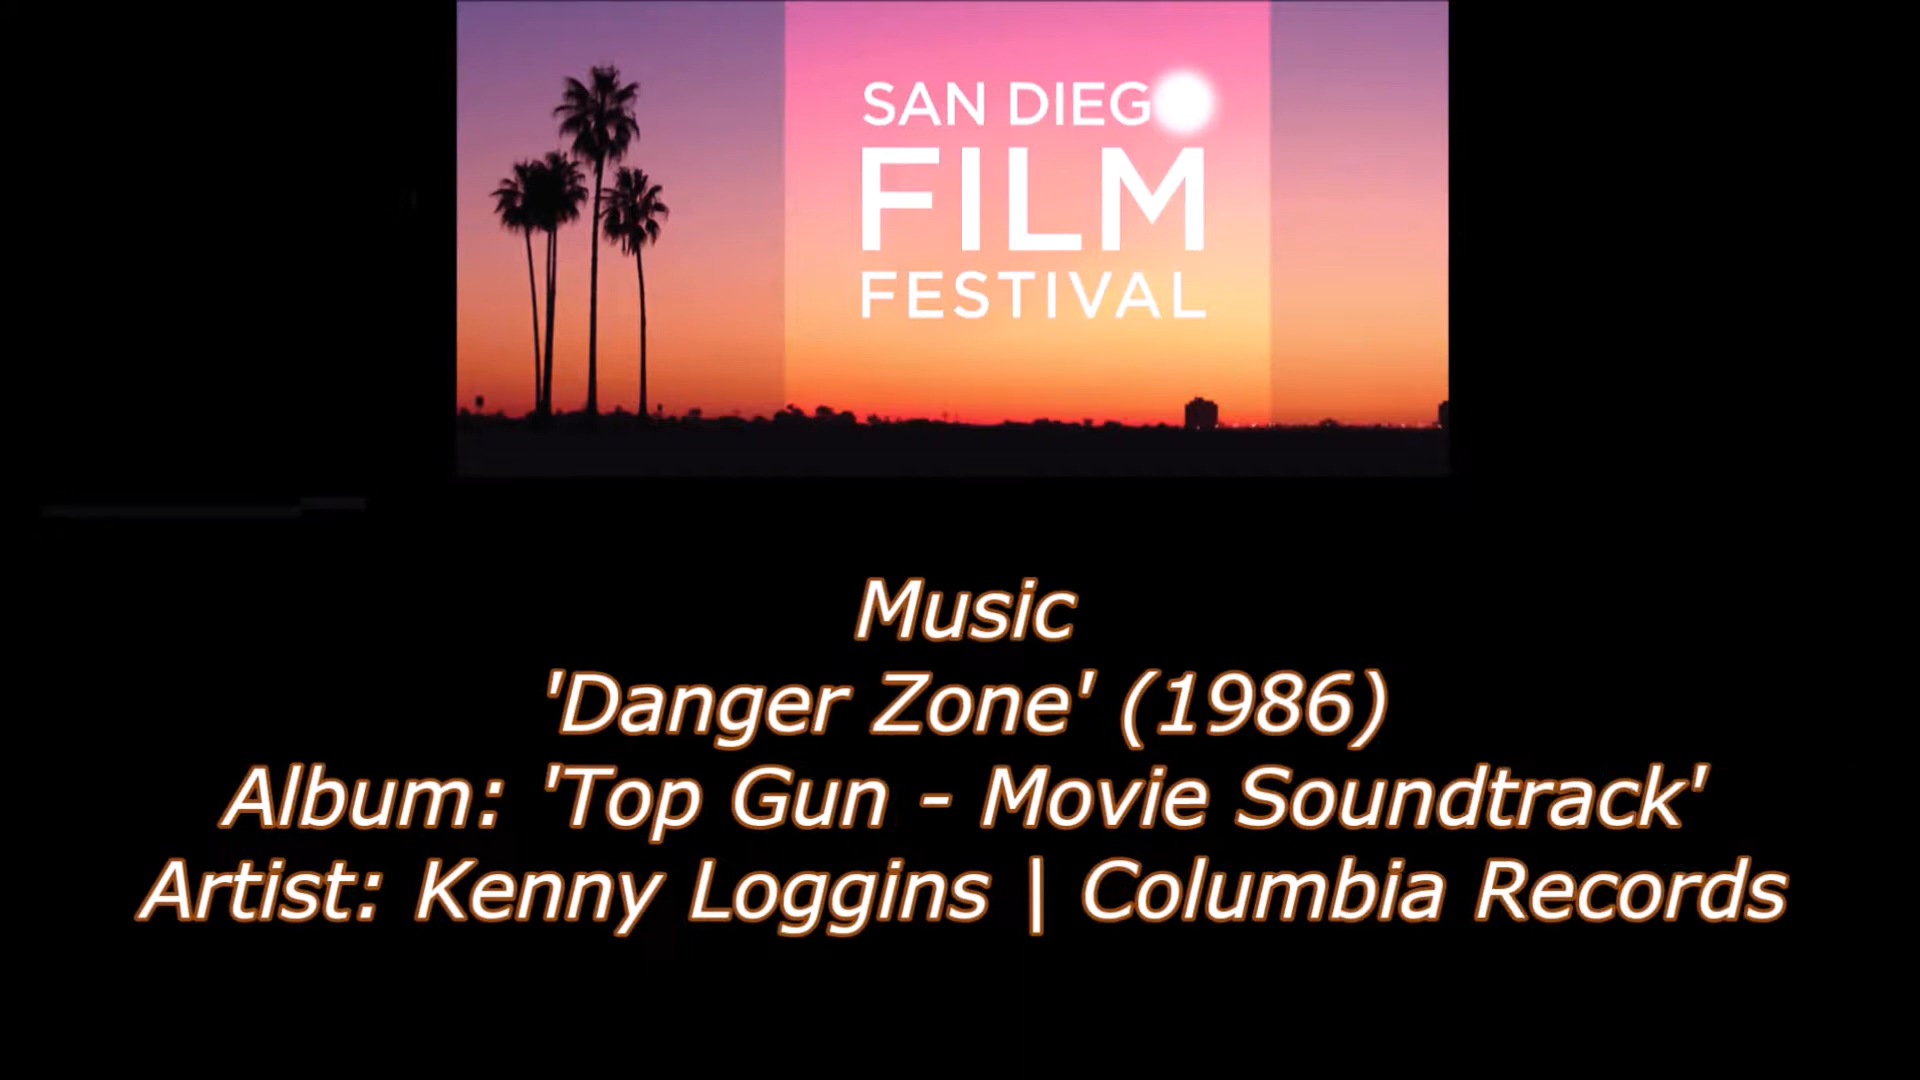 SAN DIEGO
FILM
FESTIVAL
Music
'Danger Zone' (1986)
Album: 'Top Gun - Movie Soundtrack'
Artist: Kenny Loggins | Columbia Records